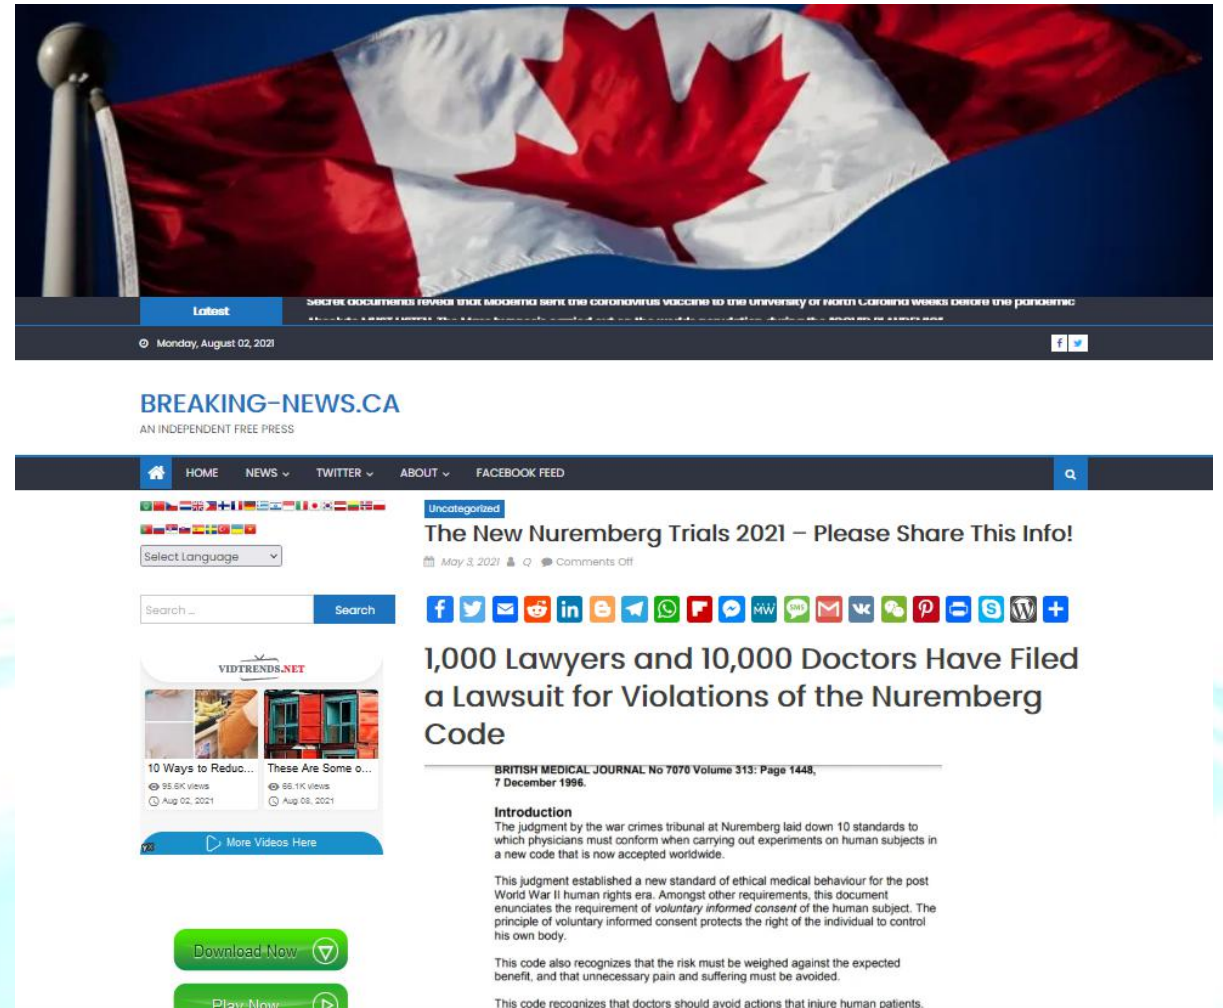 Latest
Secret documents reveal that Moderna sent the coronavirus vaccine to the University of North Carolina weeks before the pandemic
Monday, August 02, 2021
BREAKING-NEWS.CA
AN INDEPENDENT FREE PRESS
HOME NEWS TWITTER ABOUT FACEBOOK FEED
Select Language
Search ...
Search
VIDTRENDS.NET
10 Ways to Reduc...
95.6K views
Aug 02, 2021
These Are Some o...
66.1K views
Aug 03, 2021
More Videos Here
Download Now
Play Now
Uncategorized
The New Nuremberg Trials 2021 – Please Share This Info!
May 3, 2021 Q Comments Off
MW
SMS
1,000 Lawyers and 10,000 Doctors Have Filed
a Lawsuit for Violations of the Nuremberg
Code
BRITISH MEDICAL JOURNAL No 7070 Volume 313: Page 1448,
7 December 1996.
Introduction
The judgment by the war crimes tribunal at Nuremberg laid down 10 standards to
which physicians must conform when carrying out experiments on human subjects in
a new code that is now accepted worldwide.
This judgment established a new standard of ethical medical behaviour for the post
World War II human rights era. Amongst other requirements, this document
enunciates the requirement of voluntary informed consent of the human subject. The
principle of voluntary informed consent protects the right of the individual to control
his own body.
This code also recognizes that the risk must be weighed against the expected
benefit, and that unnecessary pain and suffering must be avoided.
This code recognizes that doctors should avoid actions that injure human patients.